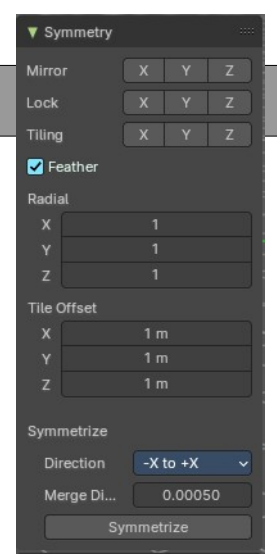 Symmetry
Mirror X Y Z
Lock X Y Z
Tiling X Y Z
Feather
Radial
X 1
Y 1
Z 1
Tile Offset
X 1 m
Y 1 m
Z 1 m
Symmetrize
Direction -X to +X
Merge Di... 0.00050
Symmetrize